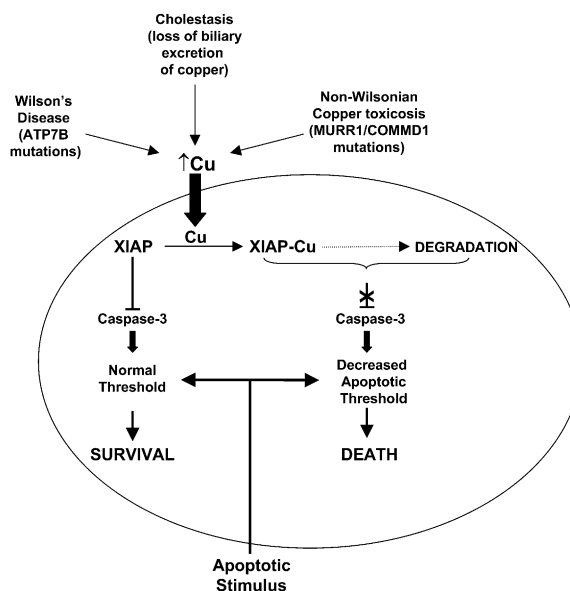 Cholestasis
(loss of biliary
excretion
of copper)
Wilson's
Disease
(ATP7B
mutations)
Non-Wilsonian
Copper toxicosis
(MURR1/COMMD1
mutations)
↑Cu
Cu
XIAP
XIAP-Cu
DEGRADATION
Caspase-3
Caspase-3
Normal
Threshold
Decreased
Apoptotic
Threshold
SURVIVAL
DEATH
Apoptotic
Stimulus